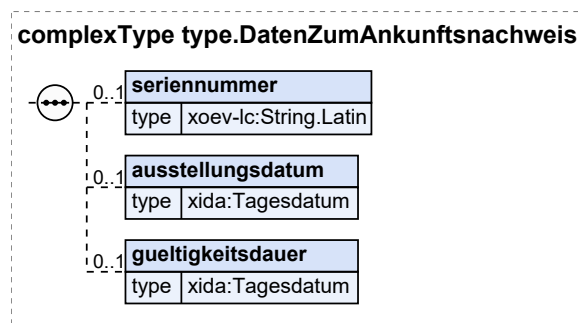 complexType type.DatenZumAnkunftsnachweis
0..1 seriennummer
type xoev-lc:String.Latin
0..1 ausstellungsdatum
type xida:Tagesdatum
0..1 gueltigkeitsdauer
type xida:Tagesdatum